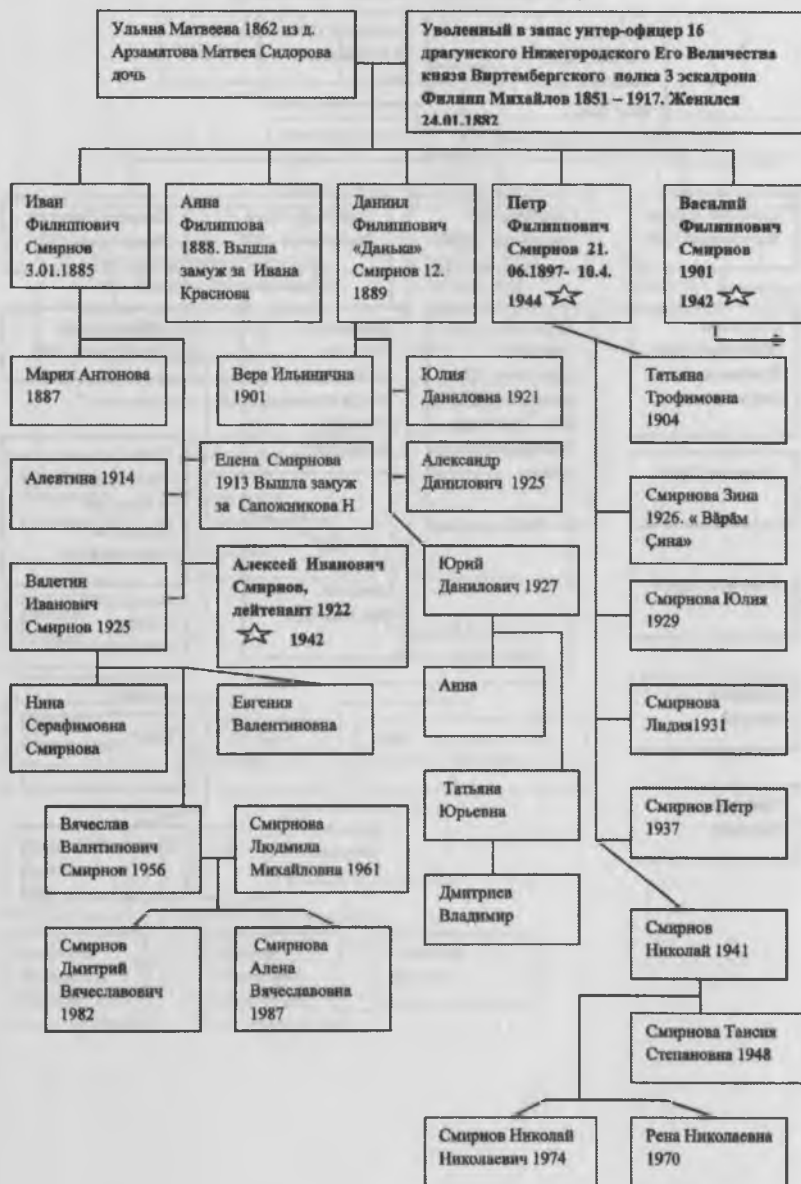 Ульяна Матвеева 1862 из д.
Арзаматова Матвея Сидорова
дочь
Уволенный в запас унтер-офицер 16
драгунского Нижегородского Его Величества
князя Виртембергского полка 3 эскадрона
Филипп Михайлов 1851 – 1917. Женился
24.01.1882
Иван
Филиппович
Смирнов
3.01.1885
Анна
Филиппова
1888. Вышла
замуж за Ивана
Краснова
Даниил
Филиппович
«Данька»
Смирнов 12.
1889
Петр
Филиппович
Смирнов 21.
06.1897- 10.4.
1944
Василий
Филиппович
Смирнов
1901
1942
Мария Антонова
1887
Вера Ильинична
1901
Юлия
Даниловна 1921
Татьяна
Трофимовна
1904
Алевтина 1914
Елена Смирнова
1913 Вышла замуж
за Сапожникова Н
Александр
Данилович 1925
Смирнова Зина
1926. « Вӑрӑм
Ҫина»
Валетин
Иванович
Смирнов 1925
Алексей Иванович
Смирнов,
лейтенант 1922
1942
Юрий
Данилович 1927
Смирнова Юлия
1929
Нина
Серафимовна
Смирнова
Евгения
Валентиновна
Анна
Смирнова
Лидия1931
Вячеслав
Валнтинович
Смирнов 1956
Смирнова
Людмила
Михайловна 1961
Татьяна
Юрьевна
Смирнов Петр
1937
Дмитриев
Владимир
Смирнов
Дмитрий
Вячеславович
1982
Смирнова
Алена
Вячеславовна
1987
Смирнов
Николай 1941
Смирнова Таисия
Степановна 1948
Смирнов Николай
Николаевич 1974
Рена Николаевна
1970